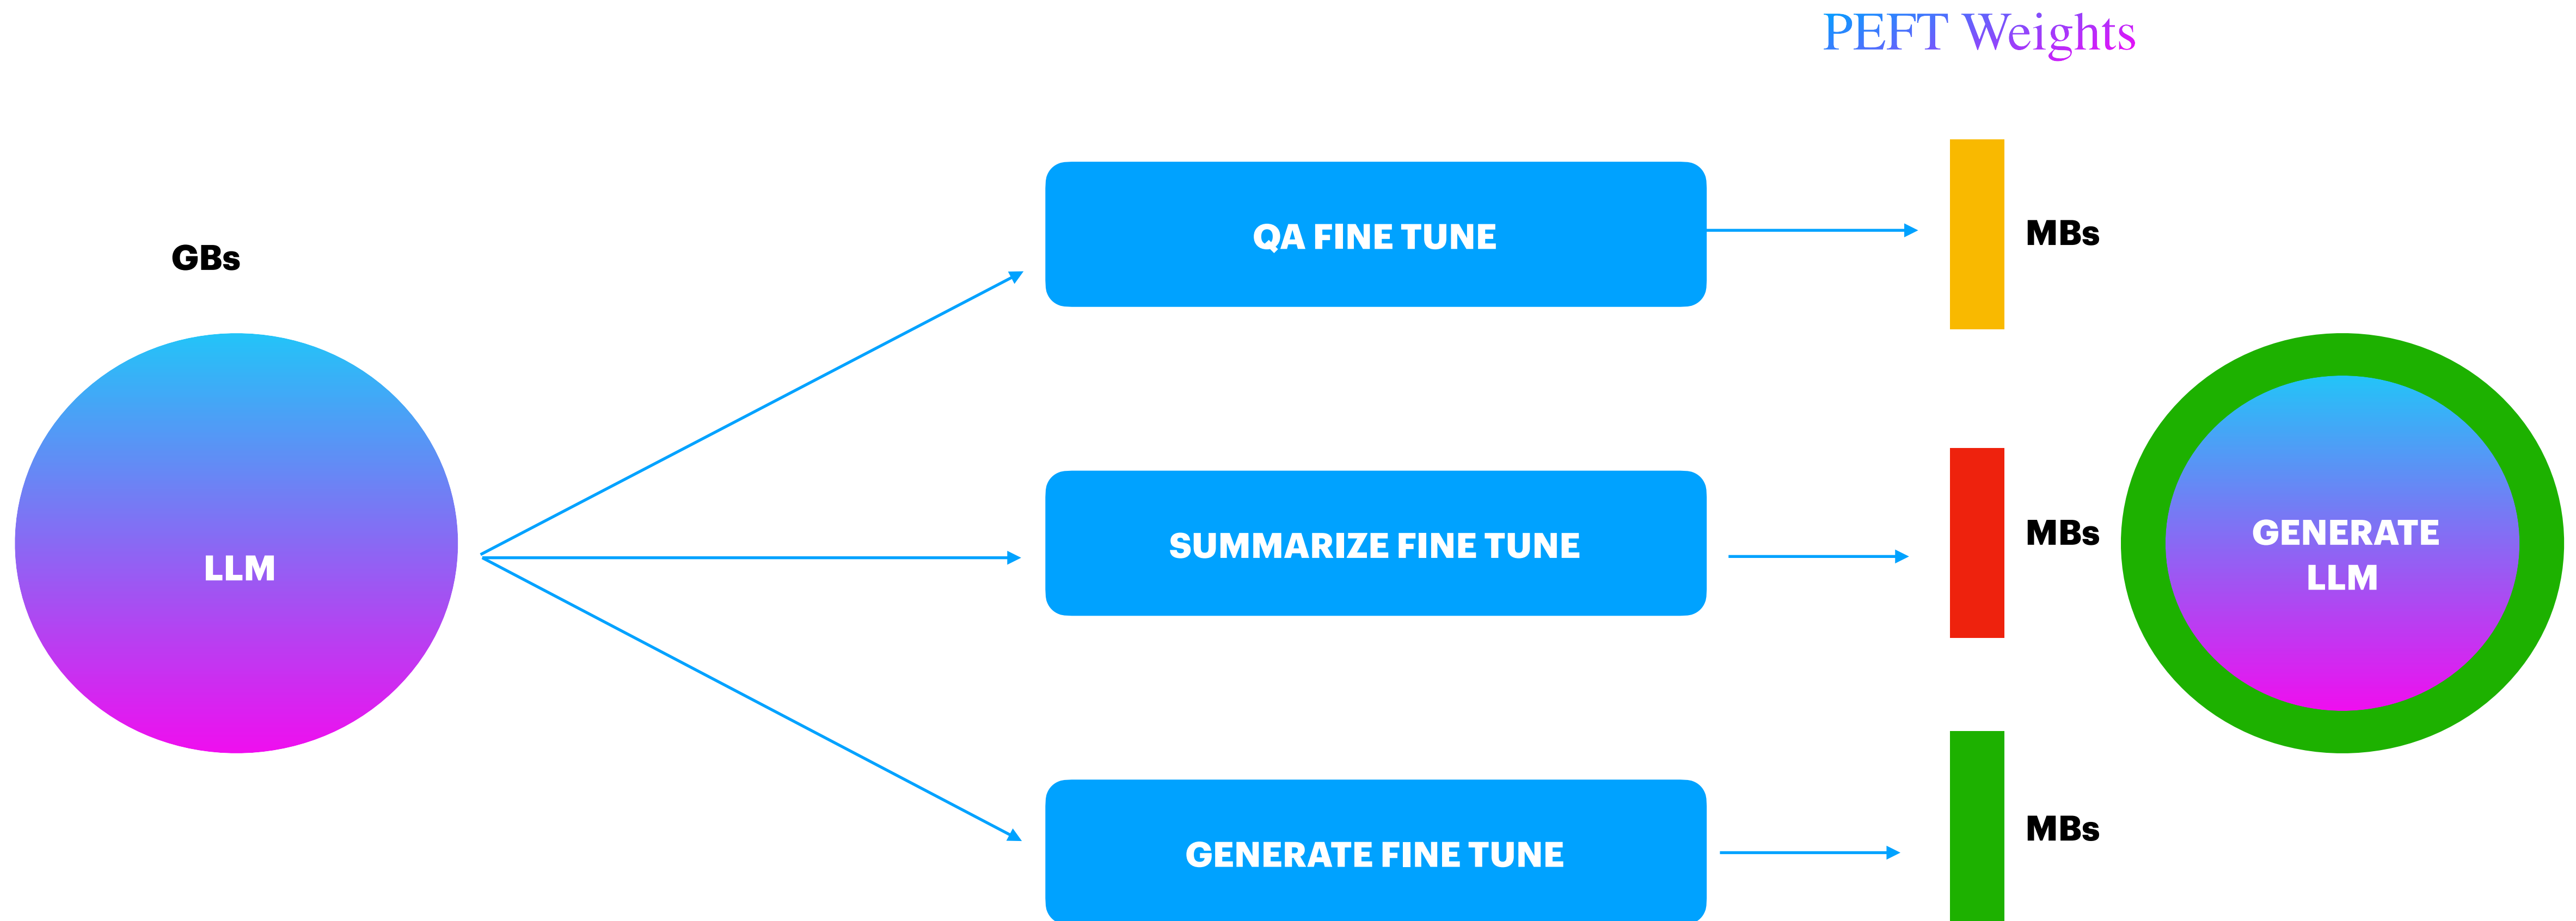 PEFT Weights
GBs
LLM
QA FINE TUNE
MBs
SUMMARIZE FINE TUNE
MBs
GENERATE
LLM
GENERATE FINE TUNE
MBs